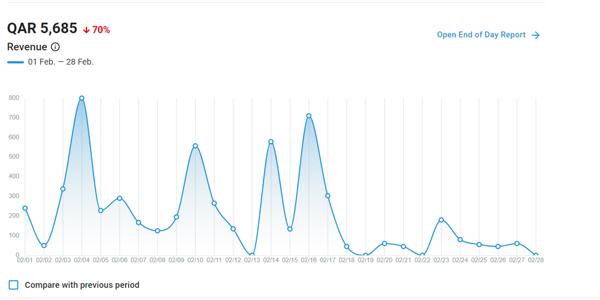 QAR 5,685 ↓ 70%
Revenue
Open End of Day Report →
01 Feb. — 28 Feb.
800
700
600
500
400
300
200
100
0
02/01 02/02 02/03 02/04 02/05 02/06 02/07 02/08 02/09 02/10 02/11 02/12 02/13 02/14 02/15 02/16 02/17 02/18 02/19 02/20 02/21 02/22 02/23 02/24 02/25 02/26 02/27 02/28
Compare with previous period